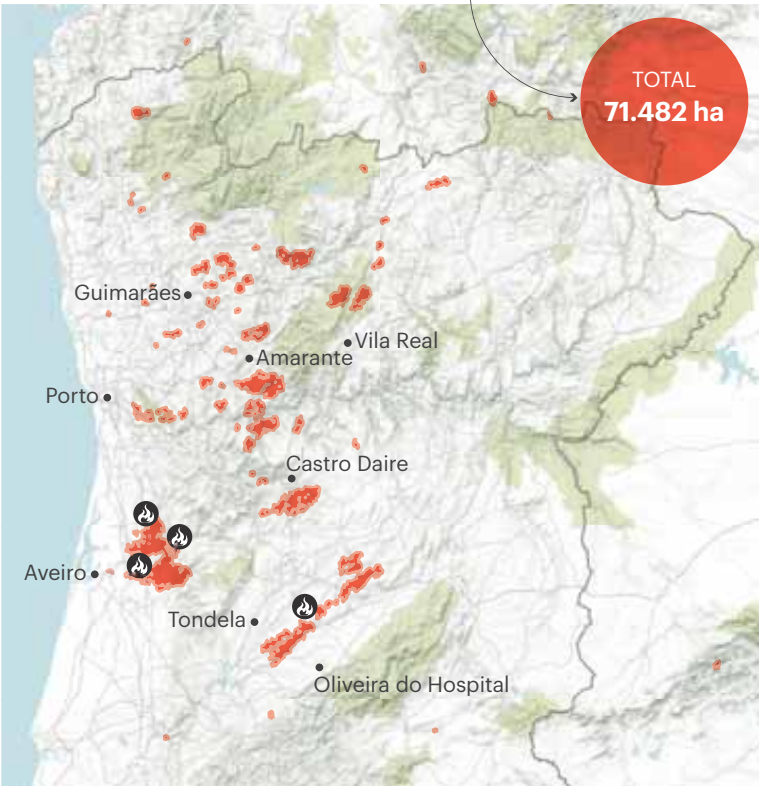 TOTAL
71.482 ha
Guimarães
Vila Real
Amarante
Porto
Castro Daire
Aveiro
Tondela
Oliveira do Hospital